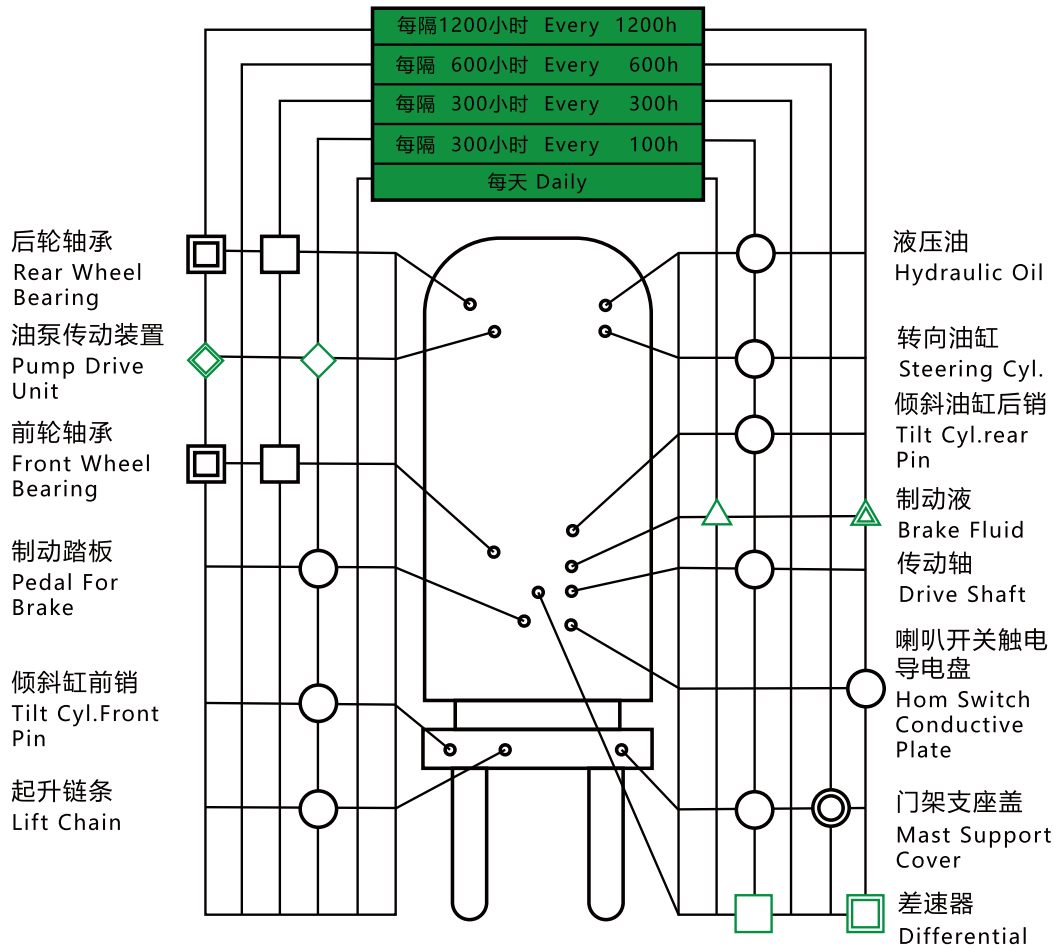 每隔1200小时 Every 1200h
每隔 600小时 Every 600h
每隔 300小时 Every 300h
每隔 300小时 Every 100h
每天 Daily
后轮轴承
Rear Wheel
Bearing
油泵传动装置
Pump Drive
Unit
前轮轴承
Front Wheel
Bearing
制动踏板
Pedal For
Brake
倾斜缸前销
Tilt Cyl.Front
Pin
起升链条
Lift Chain
液压油
Hydraulic Oil
转向油缸
Steering Cyl.
倾斜油缸后销
Tilt Cyl.rear
Pin
制动液
Brake Fluid
传动轴
Drive Shaft
喇叭开关触电
导电盘
Hom Switch
Conductive
Plate
门架支座盖
Mast Support
Cover
差速器
Differential